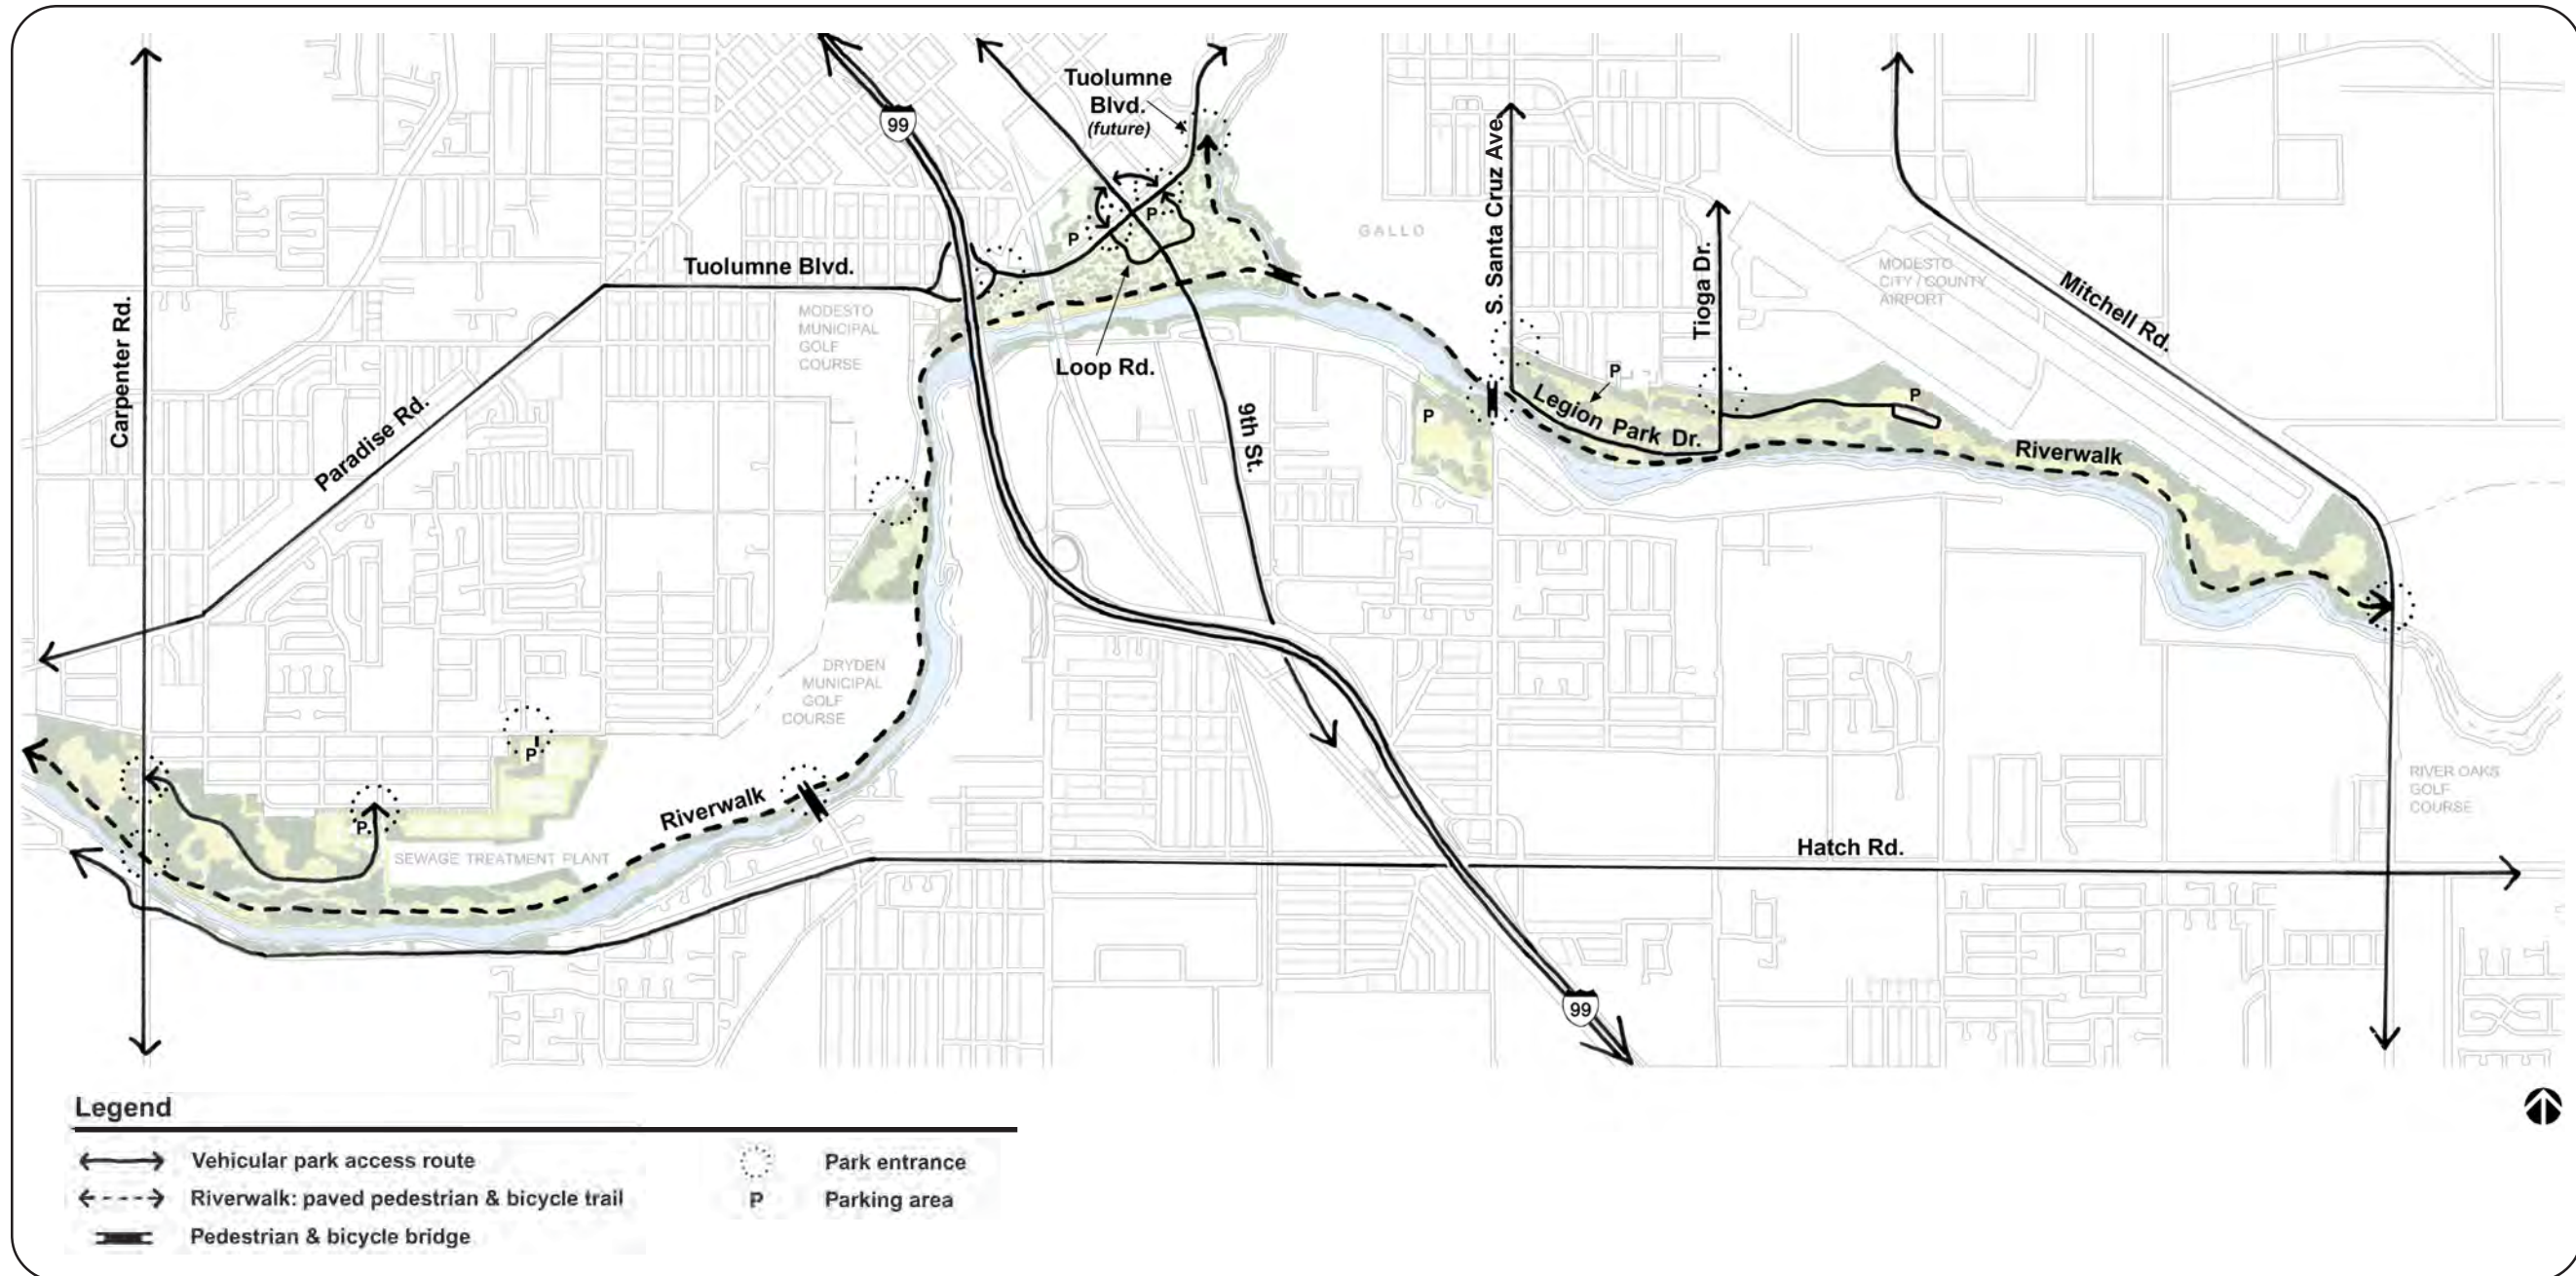 Tuolumne
Blvd.
(future)
99
S. Santa Cruz Ave.
GALLO
Tuolumne Blvd.
P
P
MODESTO
CITY / COUNTY
AIRPORT
Mitchell Rd.
Tioga Dr.
Carpenter Rd.
MODESTO
MUNICIPAL
GOLF
COURSE
Loop Rd.
P
P
P
Legion Park Dr.
Paradise Rd.
9th St.
Riverwalk
DRYDEN
MUNICIPAL
GOLF
COURSE
P
RIVER OAKS
GOLF
COURSE
Riverwalk
P
SEWAGE TREATMENT PLANT
Hatch Rd.
99
Legend
Vehicular park access route
Riverwalk: paved pedestrian & bicycle trail
Pedestrian & bicycle bridge
Park entrance
P Parking area